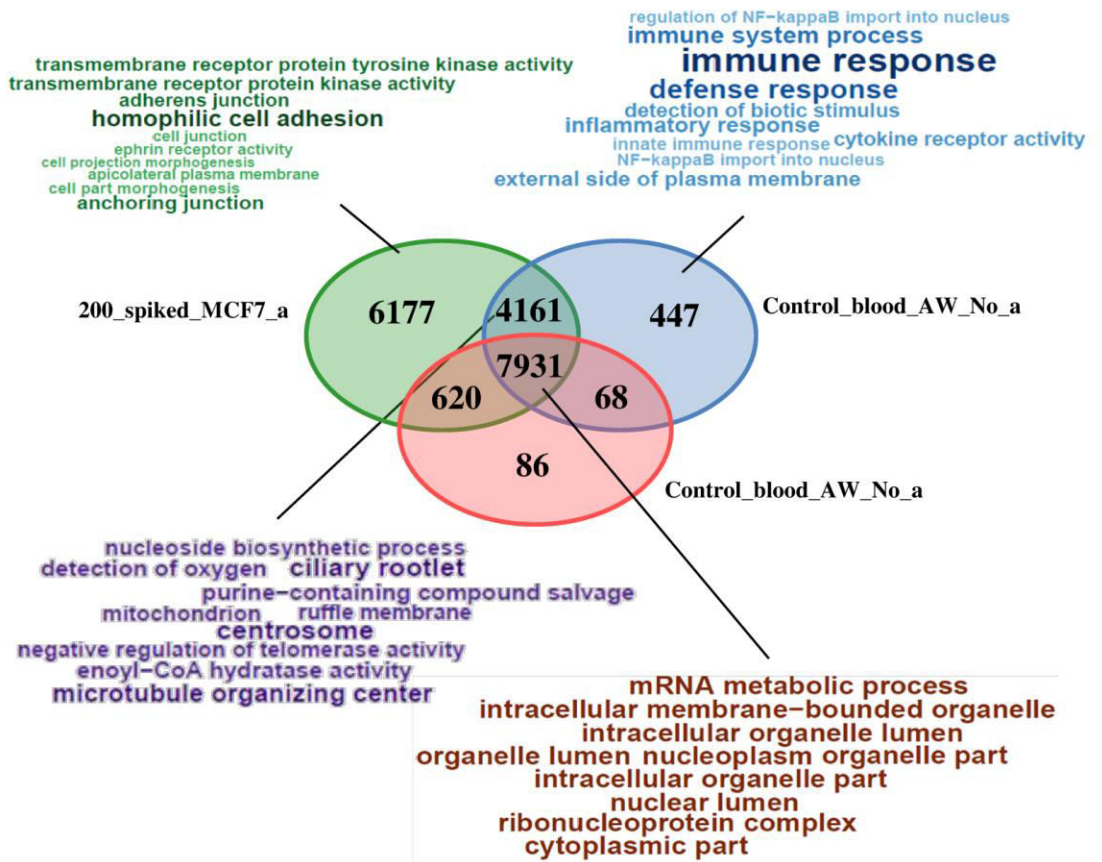 transmembrane receptor protein tyrosine kinase activity
transmembrane receptor protein kinase activity
adherens junction
homophilic cell adhesion
cell junction
ephrin receptor activity
cell projection morphogenesis
apicolateral plasma membrane
cell part morphogenesis
anchoring junction
regulation of NF−kappaB import into nucleus
immune system process
immune response
defense response
detection of biotic stimulus
inflammatory response
innate immune response cytokine receptor activity
NF−kappaB import into nucleus
external side of plasma membrane
200_spiked_MCF7_a
6177
4161
447
Control_blood_AW_No_a
7931
620
68
86
Control_blood_AW_No_a
nucleoside biosynthetic process
detection of oxygen ciliary rootlet
purine−containing compound salvage
mitochondrion ruffle membrane
centrosome
negative regulation of telomerase activity
enoyl−CoA hydratase activity
microtubule organizing center
mRNA metabolic process
intracellular membrane−bounded organelle
intracellular organelle lumen
organelle lumen nucleoplasm organelle part
intracellular organelle part
nuclear lumen
ribonucleoprotein complex
cytoplasmic part